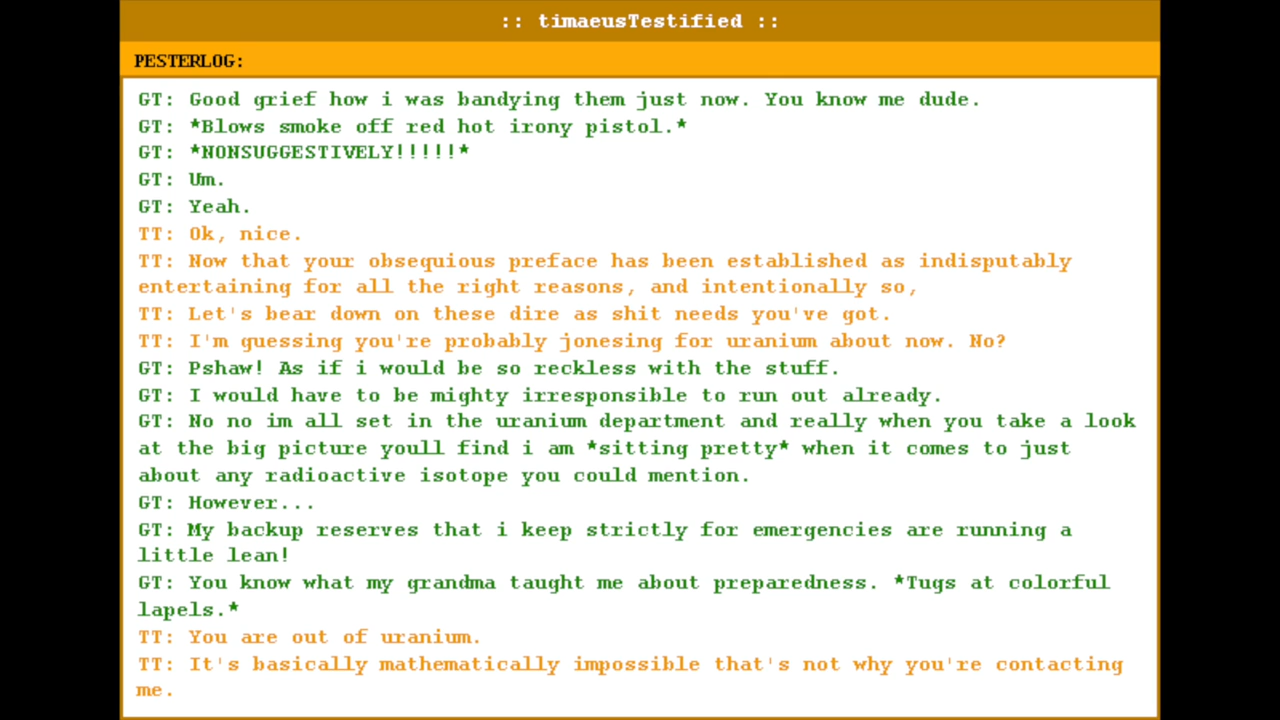 :: timaeusTestified ::
PESTERLOG:
GT: Good grief how i was bandying them just now. You know me dude.
GT: *Blows smoke off red hot irony pistol.*
GT: *NONSUGGESTIVELY!!!!!*
GT: Um.
GT: Yeah.
TT: Ok, nice.
TT: Now that your obsequious preface has been established as indisputably
entertaining for all the right reasons, and intentionally so,
TT: Let's bear down on these dire as shit needs you've got.
TT: I'm guessing you're probably jonesing for uranium about now. No?
GT: Pshaw! As if i would be so reckless with the stuff.
GT: I would have to be mighty irresponsible to run out already.
GT: No no im all set in the uranium department and really when you take a look
at the big picture youll find i am *sitting pretty* when it comes to just
about any radioactive isotope you could mention.
GT: However...
GT: My backup reserves that i keep strictly for emergencies are running a
little lean!
GT: You know what my grandma taught me about preparedness. *Tugs at colorful
lapels.*
TT: You are out of uranium.
TT: It's basically mathematically impossible that's not why you're contacting
me.